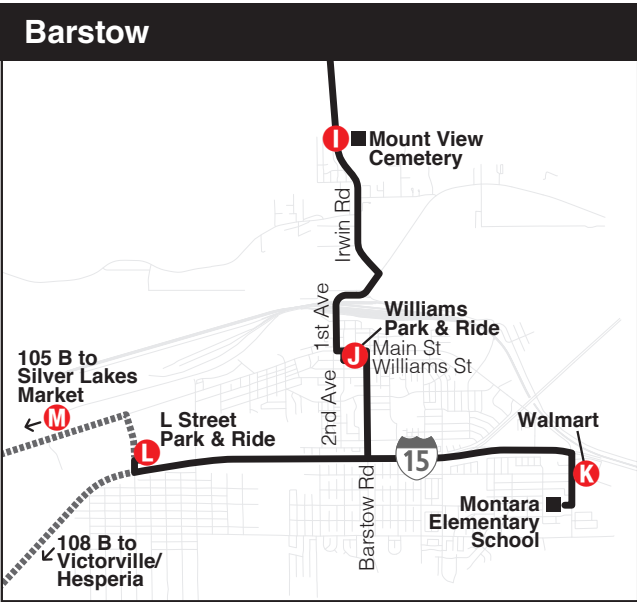 Barstow
I
Mount View
Cemetery
Irwin Rd
1st Ave
Williams
Park & Ride
J
Main St
Williams St
2nd Ave
105 B to
Silver Lakes
Market
M
L Street
Park & Ride
L
Walmart
15
K
Barstow Rd
Montara
Elementary
School
108 B to
Victorville/
Hesperia